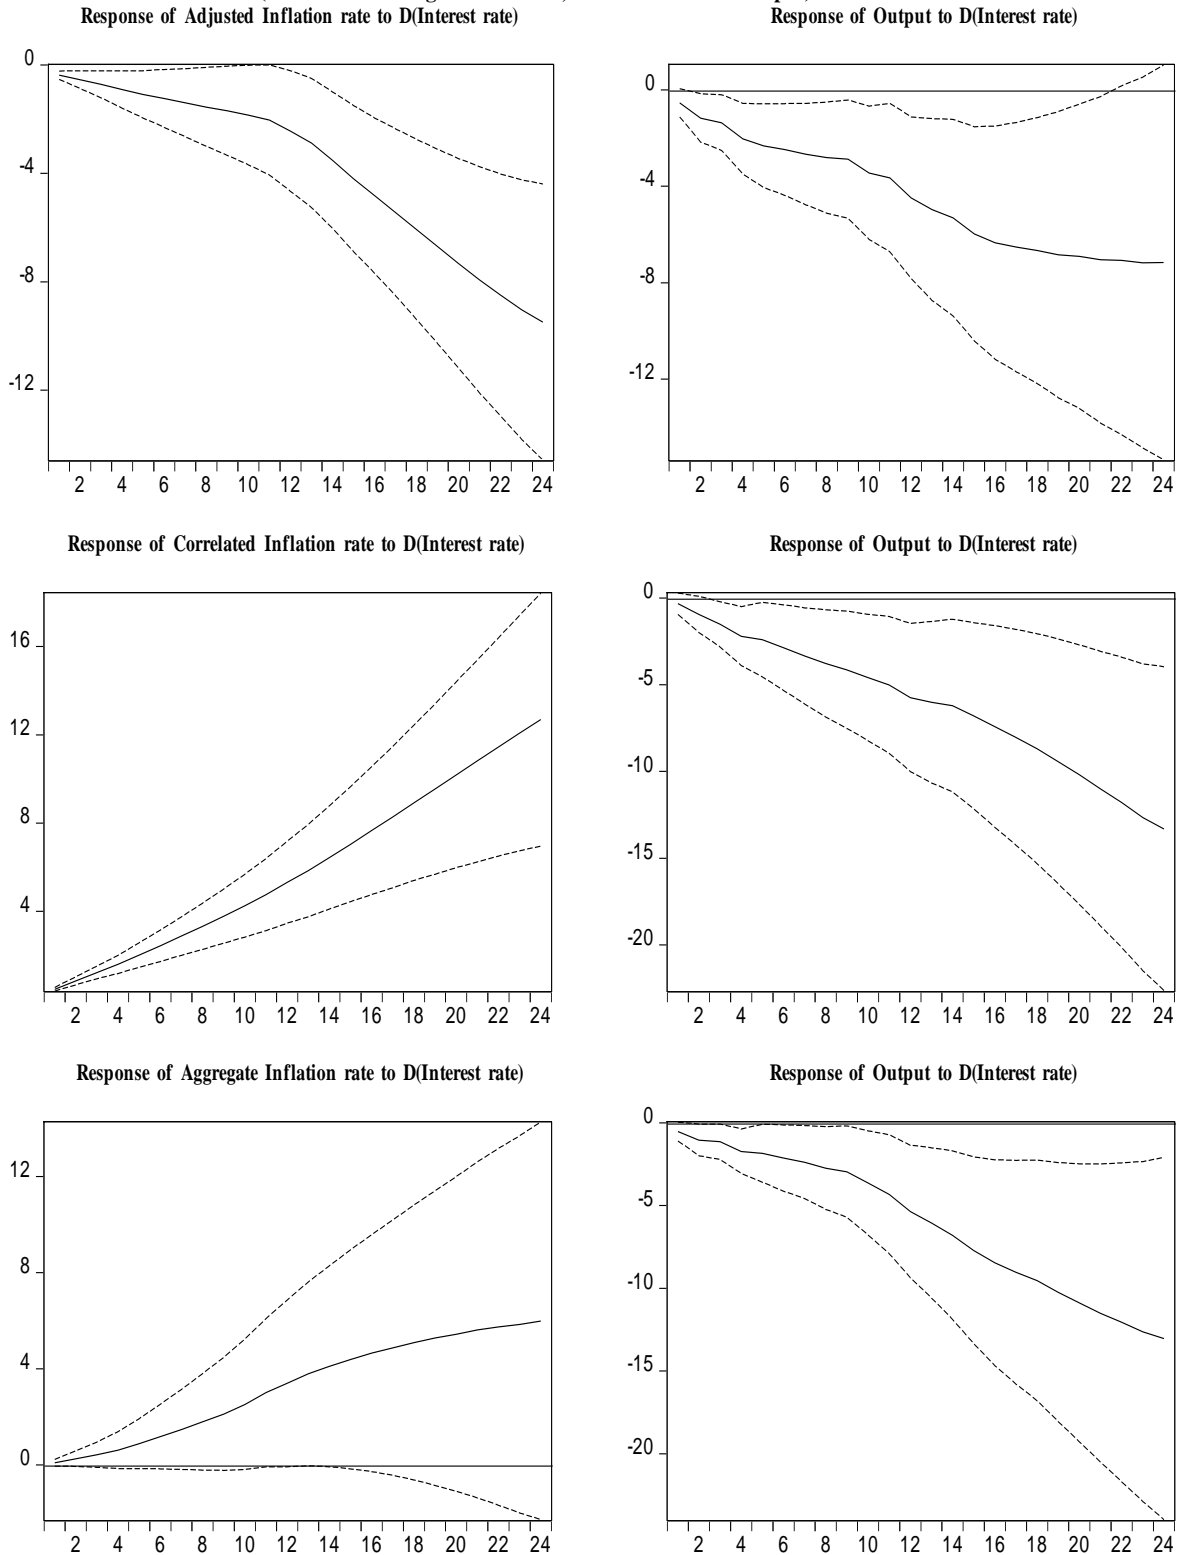 Response of Adjusted Inflation rate to D(Interest rate)
Response of Output to D(Interest rate)
0
-4
-8
-12
2 4 6 8 10 12 14 16 18 20 22 24
0
-4
-8
-12
2 4 6 8 10 12 14 16 18 20 22 24
Response of Correlated Inflation rate to D(Interest rate)
Response of Output to D(Interest rate)
16
12
8
4
2 4 6 8 10 12 14 16 18 20 22 24
0
-5
-10
-15
-20
2 4 6 8 10 12 14 16 18 20 22 24
Response of Aggregate Inflation rate to D(Interest rate)
Response of Output to D(Interest rate)
12
8
4
0
2 4 6 8 10 12 14 16 18 20 22 24
0
-5
-10
-15
-20
2 4 6 8 10 12 14 16 18 20 22 24